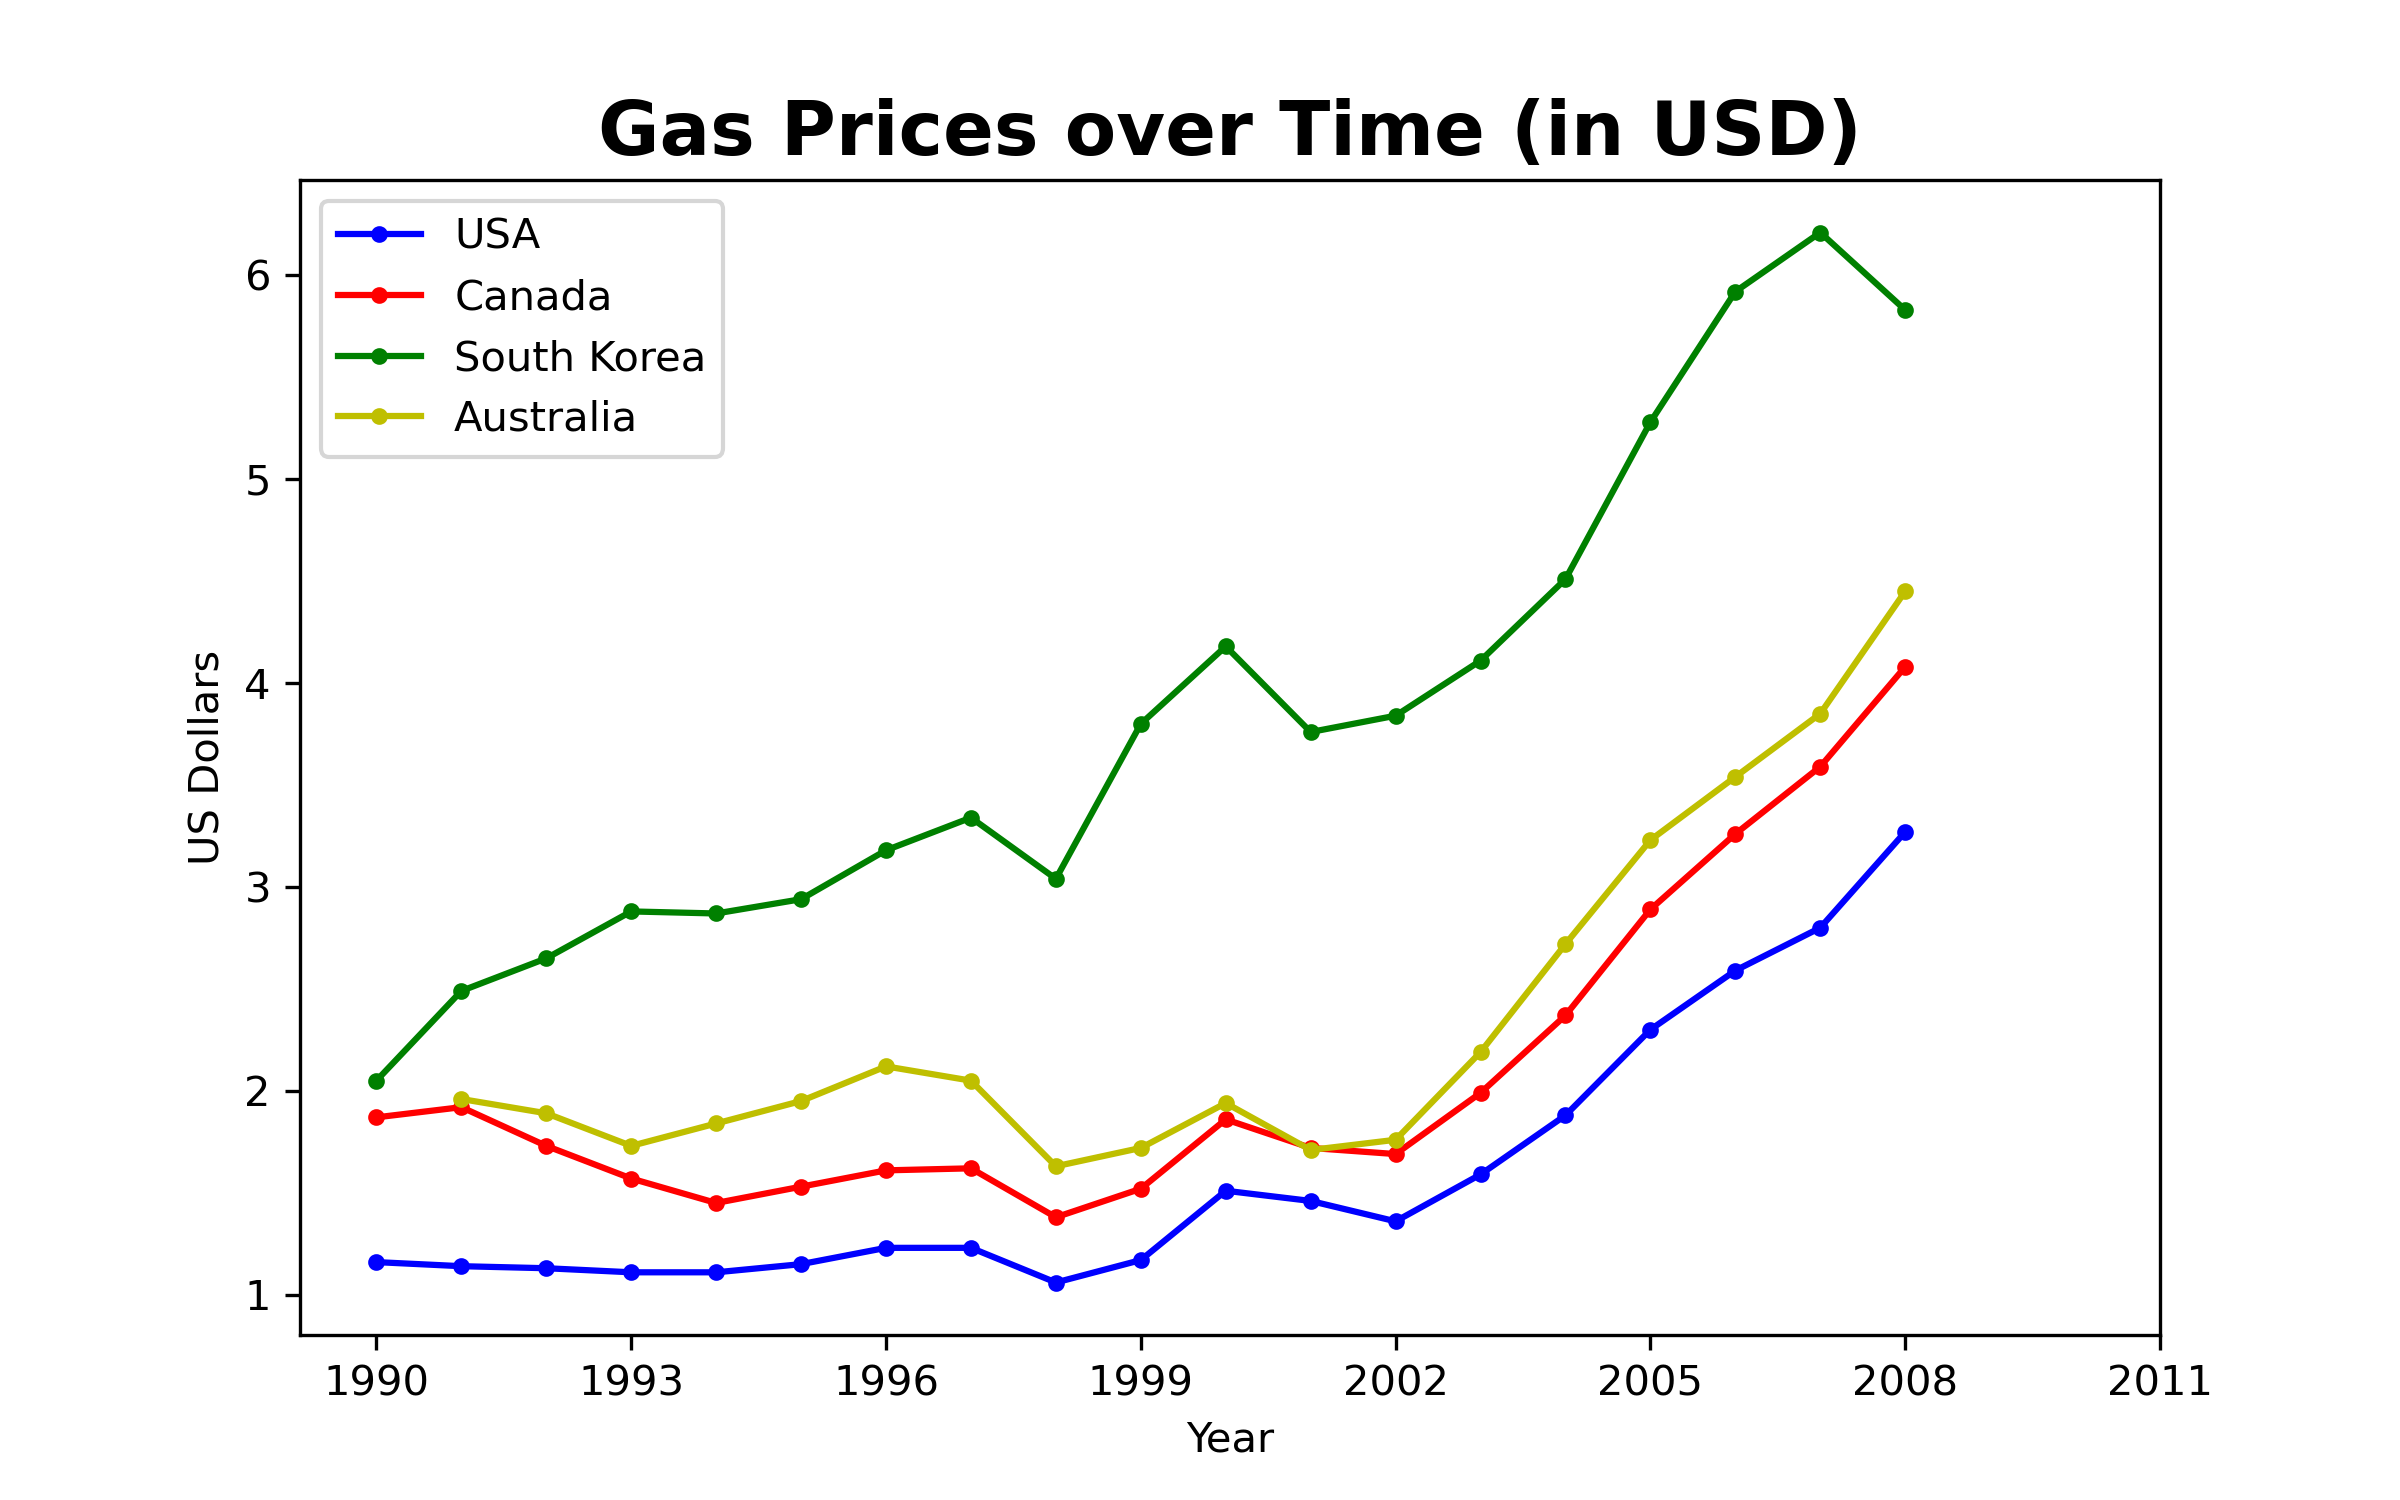 Gas Prices over Time (in USD)
USA
Canada
South Korea
Australia
6
5
4
3
2
1
US Dollars
1990 1993 1996 1999 2002 2005 2008 2011
Year